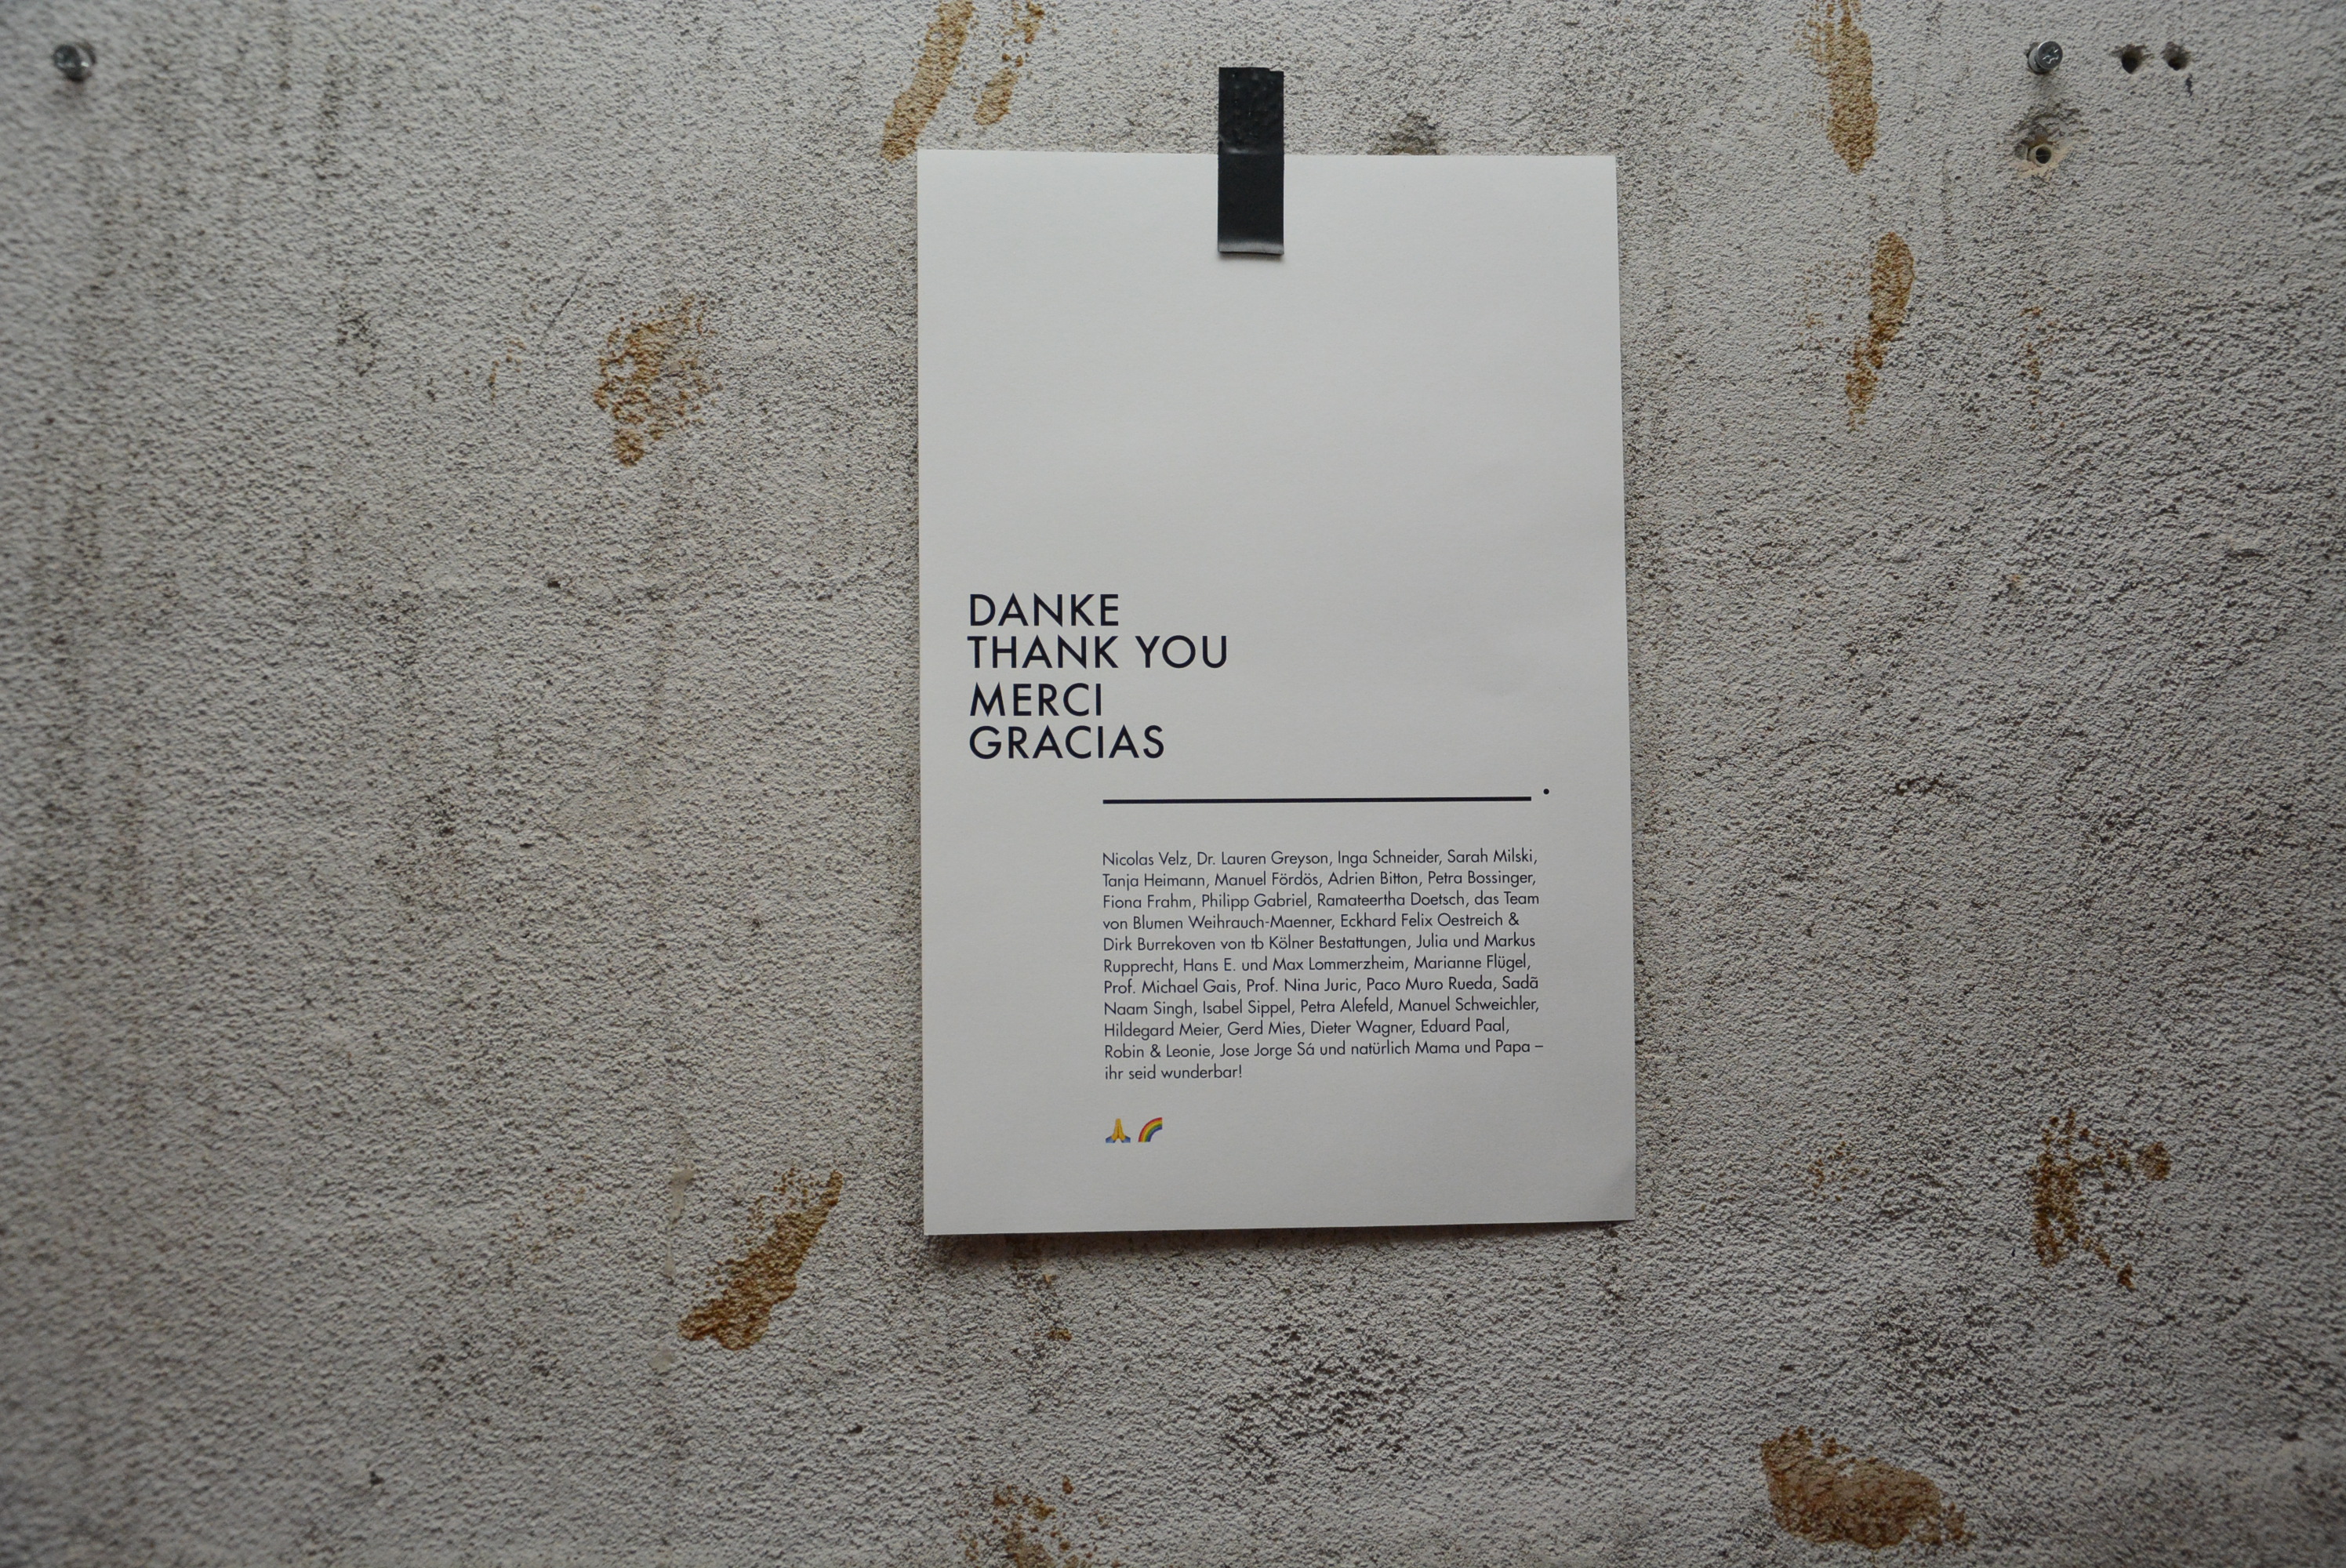 DANKE
THANK YOU
MERCI
GRACIAS
Nicolas Velz, Dr. Lauren Greyson, Inga Schneider, Sarah Milski,
Tanja Heimann, Manuel Fördös, Adrien Bitton, Petra Bossinger,
Fiona Frahm, Philipp Gabriel, Ramateertha Doetsch, das Team
von Blumen Weihrauch-Maenner, Eckhard Felix Oestreich &
Dirk Burrekoven von tb Kölner Bestattungen, Julia und Markus
Rupprecht, Hans E. und Max Lommerzheim, Marianne Flügel,
Prof. Michael Gais, Prof. Nina Juric, Paco Muro Rueda, Sadã
Naam Singh, Isabel Sippel, Petra Alefeld, Manuel Schweichler,
Hildegard Meier, Gerd Mies, Dieter Wagner, Eduard Paal,
Robin & Leonie, Jose Jorge Sá und natürlich Mama und Papa –
ihr seid wunderbar!
🙏 🌈